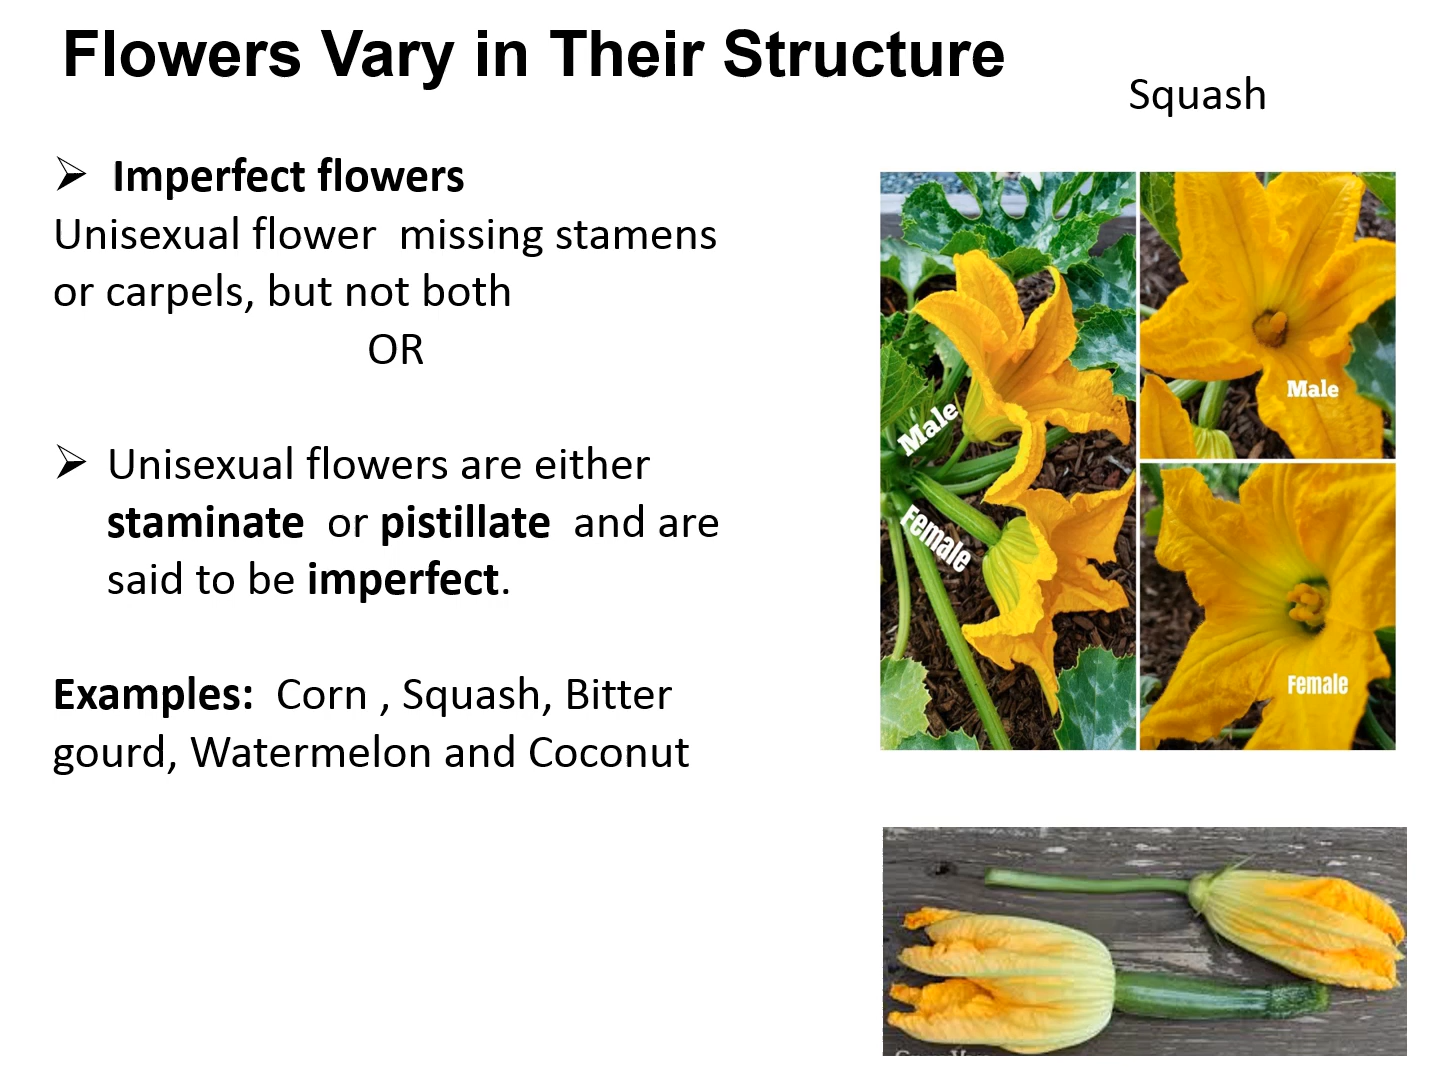 Flowers Vary in Their Structure
Squash
➢ Imperfect flowers
Unisexual flower missing stamens
or carpels, but not both
OR
➢ Unisexual flowers are either
staminate or pistillate and are
said to be imperfect.
Examples: Corn , Squash, Bitter
gourd, Watermelon and Coconut
Male
Female
Male
Female